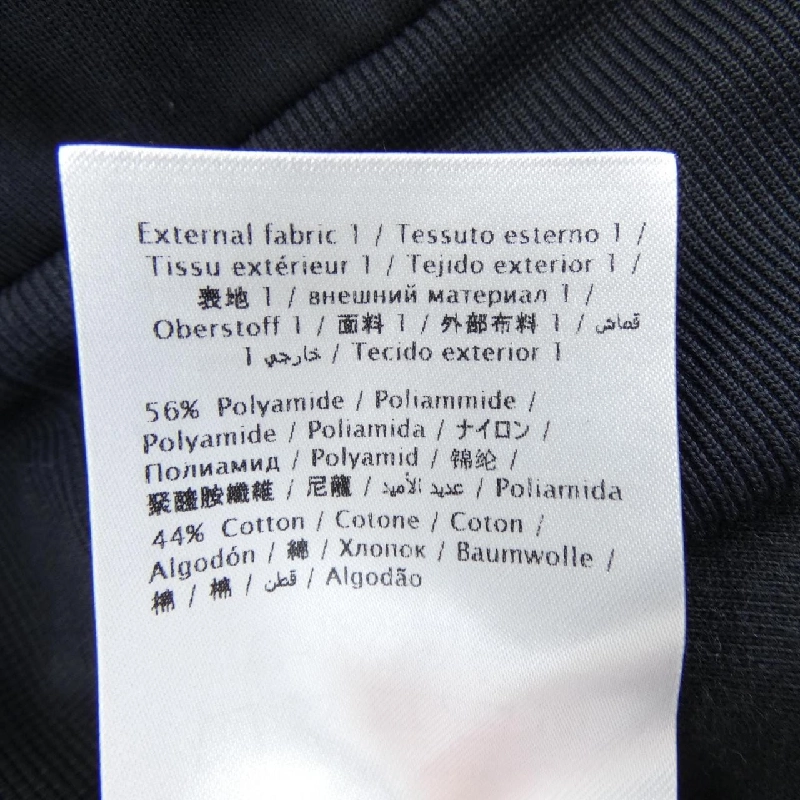 External fabric 1 / Tessuto esterno 1 /
Tissu extérieur 1 / Tejido exterior 1 /
表地 1 / внешний материал 1 /
Oberstoff 1 / 面料 1 / 外部布料 1 / قماش
خارجي 1 / Tecido exterior 1
56% Polyamide / Poliammide /
Polyamide / Poliamida / ナイロン /
Полиамид / Polyamid / 锦纶 /
聚醯胺纖維 / 尼龍 / عديد الأميد / Poliamida
44% Cotton / Cotone / Coton /
Algodón / 綿 / Хлопок / Baumwolle /
棉 / 棉 / قطن / Algodão